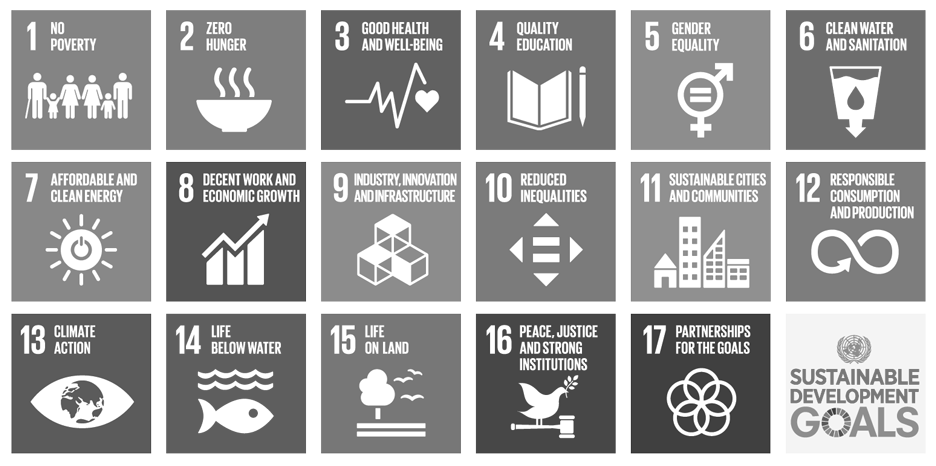 1 NO
POVERTY
2 ZERO
HUNGER
3 GOOD HEALTH
AND WELL-BEING
4 QUALITY
EDUCATION
5 GENDER
EQUALITY
6 CLEAN WATER
AND SANITATION
7 AFFORDABLE AND
CLEAN ENERGY
8 DECENT WORK AND
ECONOMIC GROWTH
9 INDUSTRY, INNOVATION
AND INFRASTRUCTURE
10 REDUCED
INEQUALITIES
11 SUSTAINABLE CITIES
AND COMMUNITIES
12 RESPONSIBLE
CONSUMPTION
AND PRODUCTION
13 CLIMATE
ACTION
14 LIFE
BELOW WATER
15 LIFE
ON LAND
16 PEACE, JUSTICE
AND STRONG
INSTITUTIONS
17 PARTNERSHIPS
FOR THE GOALS
SUSTAINABLE
DEVELOPMENT
GOALS